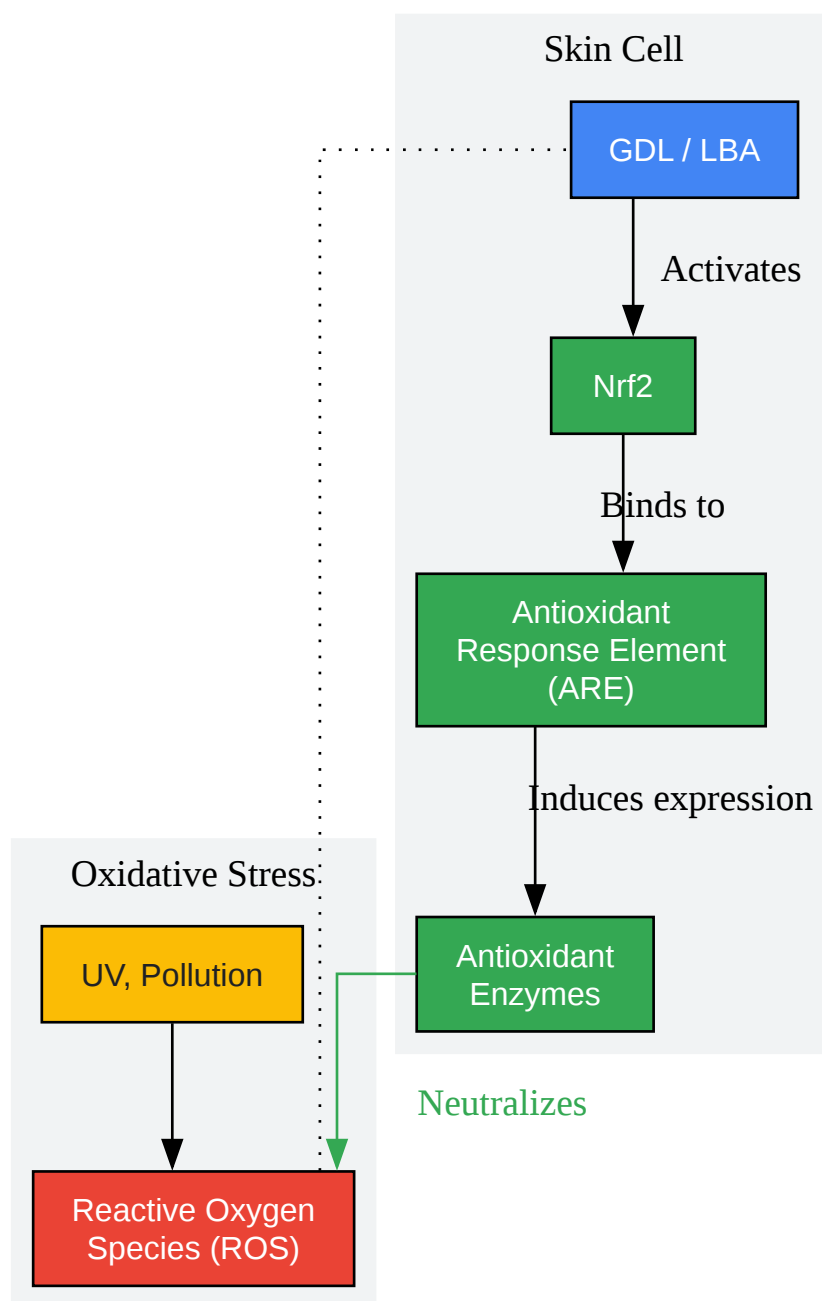 Skin Cell
GDL / LBA
Activates
Nrf2
Binds to
Antioxidant
Response Element
(ARE)
Induces expression
Oxidative Stress
UV, Pollution
Antioxidant
Enzymes
Neutralizes
Reactive Oxygen
Species (ROS)